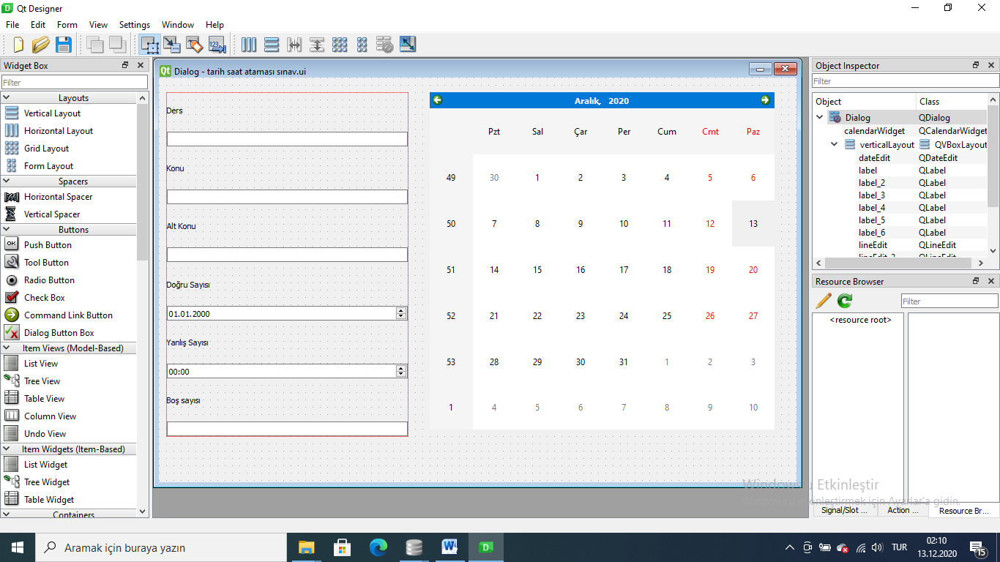 Qt Designer
File Edit Form View Settings Window Help
Widget Box
Filter
Layouts
Vertical Layout
Horizontal Layout
Grid Layout
Form Layout
Spacers
Horizontal Spacer
Vertical Spacer
Buttons
Push Button
Tool Button
Radio Button
Check Box
Command Link Button
Dialog Button Box
Item Views (Model-Based)
List View
Tree View
Table View
Column View
Undo View
Item Widgets (Item-Based)
List Widget
Tree Widget
Table Widget
Containers
Dialog - tarih saat ataması sınav.ui
Ders
Konu
Alt Konu
Doğru Sayısı
01.01.2000
Yanlış Sayısı
00:00
Boş sayısı
Aralık, 2020
Pzt Sal Çar Per Cum Cmt Paz
49 30 1 2 3 4 5 6
50 7 8 9 10 11 12 13
51 14 15 16 17 18 19 20
52 21 22 23 24 25 26 27
53 28 29 30 31 1 2 3
1 4 5 6 7 8 9 10
Object Inspector
Filter
Object Class
Dialog QDialog
calendarWidget QCalendarWidget
verticalLayout QVBoxLayout
dateEdit QDateEdit
label QLabel
label_2 QLabel
label_3 QLabel
label_4 QLabel
label_5 QLabel
label_6 QLabel
lineEdit QLineEdit
lineEdit_2 QLineEdit
Resource Browser
Filter
<resource root>
Windows'u Etkinleştir
Windows'u etkinleştirmek için Ayarlar'a gidin.
Signal/Slot ... Action ... Resource Br...
Aramak için buraya yazın
TUR
02:10
13.12.2020
15